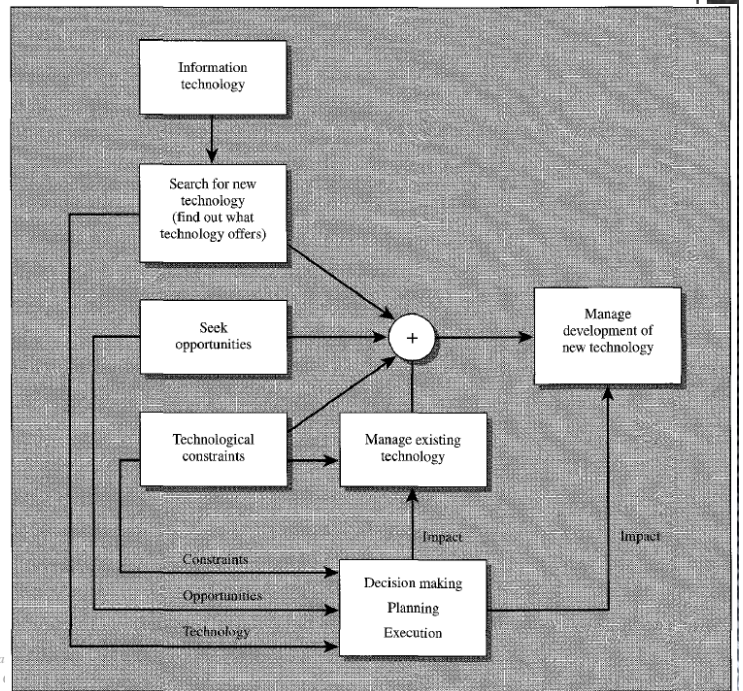 Information
technology
Search for new
technology
(find out what
technology offers)
Seek
opportunities
+
Manage
development of
new technology
Technological
constraints
Manage existing
technology
Impact
Impact
Constraints
Opportunities
Technology
Decision making
Planning
Execution